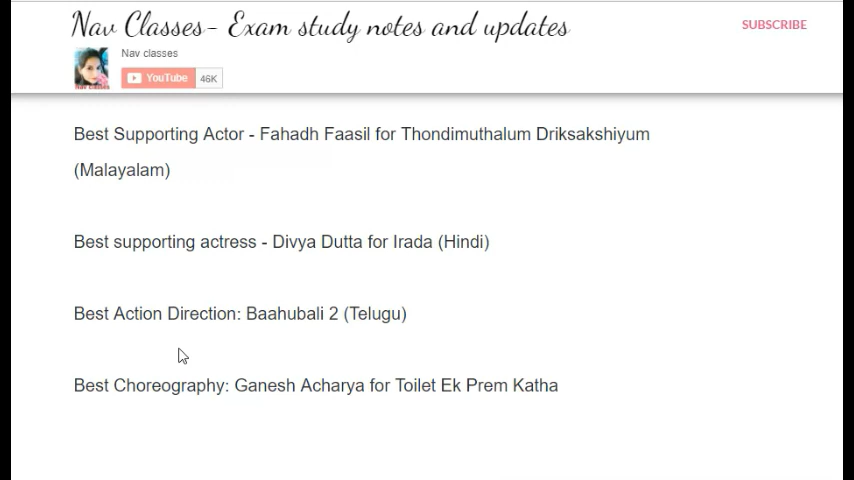 Nav Classes- Exam study notes and updates
SUBSCRIBE
Nav classes
YouTube 46K
Nav classes
Best Supporting Actor - Fahadh Faasil for Thondimuthalum Driksakshiyum
(Malayalam)
Best supporting actress - Divya Dutta for Irada (Hindi)
Best Action Direction: Baahubali 2 (Telugu)
Best Choreography: Ganesh Acharya for Toilet Ek Prem Katha